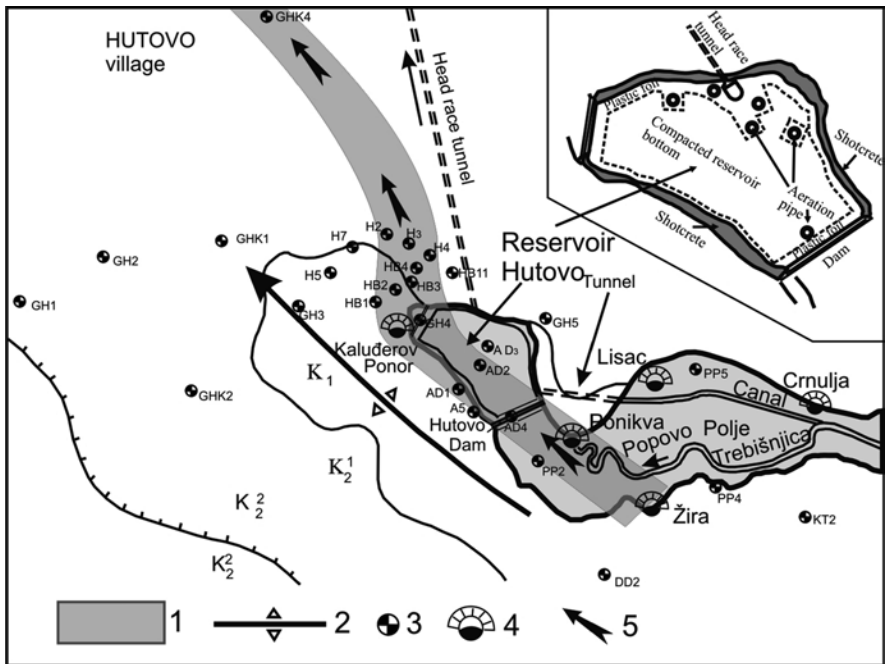 GHK4
HUTOVO
village
Head race tunnel
Head race
tunnel
Plastic foil
Compacted reservoir
bottom
Shotcrete
Aeration
pipe
Shotcrete
Plastic foil
Dam
GHK1
GH2
GH1
H7
H2
H3
H4
H5
HB4
HB11
HB2
HB3
HB1
GH3
GH4
Reservoir
Hutovo
Tunnel
GH5
Kaluđerov
Ponor
A D3
AD2
AD1
A5
AD4
Hutovo
Dam
GHK2
K1
K2 1
K2 2
K2 2
Lisac
PP5
Crnulja
Canal
Ponikva
Popovo Polje
Trebišnjica
PP2
PP4
Žira
KT2
DD2
1
2
3
4
5